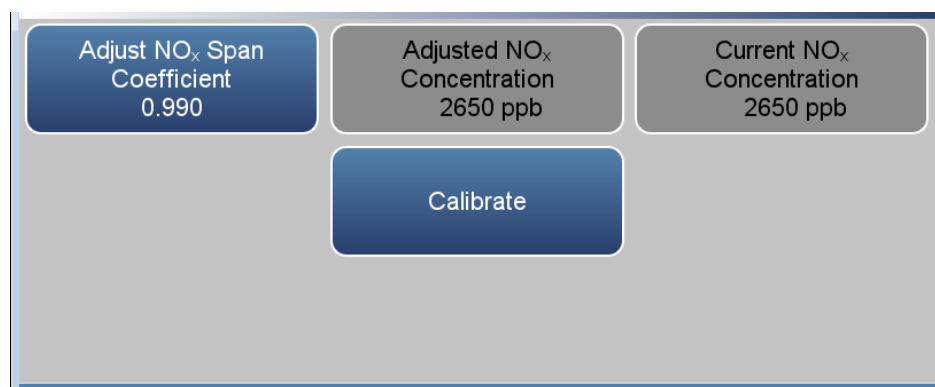 Adjust NOₓ Span
Coefficient
0.990
Adjusted NOₓ
Concentration
2650 ppb
Current NOₓ
Concentration
2650 ppb
Calibrate